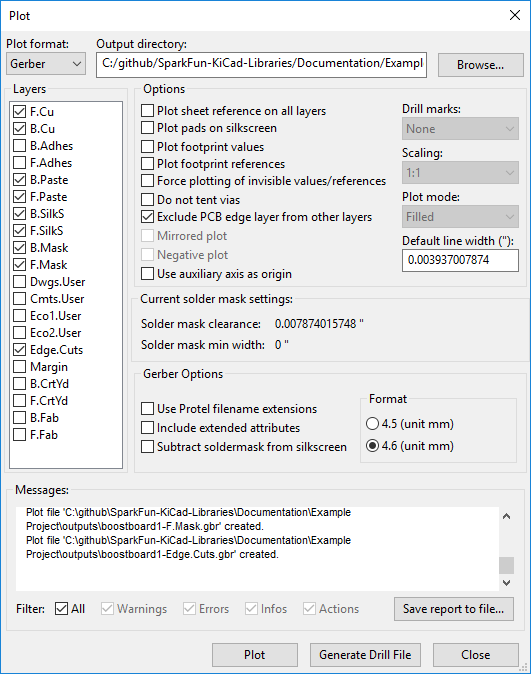 Plot
Plot format:
Output directory:
Gerber
C:/github/SparkFun-KiCad-Libraries/Documentation/Exampl
Browse...
Layers
F.Cu
B.Cu
B.Adhes
F.Adhes
B.Paste
F.Paste
B.SilkS
F.SilkS
B.Mask
F.Mask
Dwgs.User
Cmts.User
Eco1.User
Eco2.User
Edge.Cuts
Margin
B.CrtYd
F.CrtYd
B.Fab
F.Fab
Options
Plot sheet reference on all layers
Plot pads on silkscreen
Plot footprint values
Plot footprint references
Force plotting of invisible values/references
Do not tent vias
Exclude PCB edge layer from other layers
Mirrored plot
Negative plot
Use auxiliary axis as origin
Drill marks:
None
Scaling:
1:1
Plot mode:
Filled
Default line width ("):
0.003937007874
Current solder mask settings:
Solder mask clearance: 0.007874015748 "
Solder mask min width: 0 "
Gerber Options
Use Protel filename extensions
Include extended attributes
Subtract soldermask from silkscreen
Format
4.5 (unit mm)
4.6 (unit mm)
Messages:
Plot file 'C:\github\SparkFun-KiCad-Libraries\Documentation\Example
Project\outputs\boostboard1-F.Mask.gbr' created.
Plot file 'C:\github\SparkFun-KiCad-Libraries\Documentation\Example
Project\outputs\boostboard1-Edge.Cuts.gbr' created.
Filter: All Warnings Errors Infos Actions
Save report to file...
Plot
Generate Drill File
Close